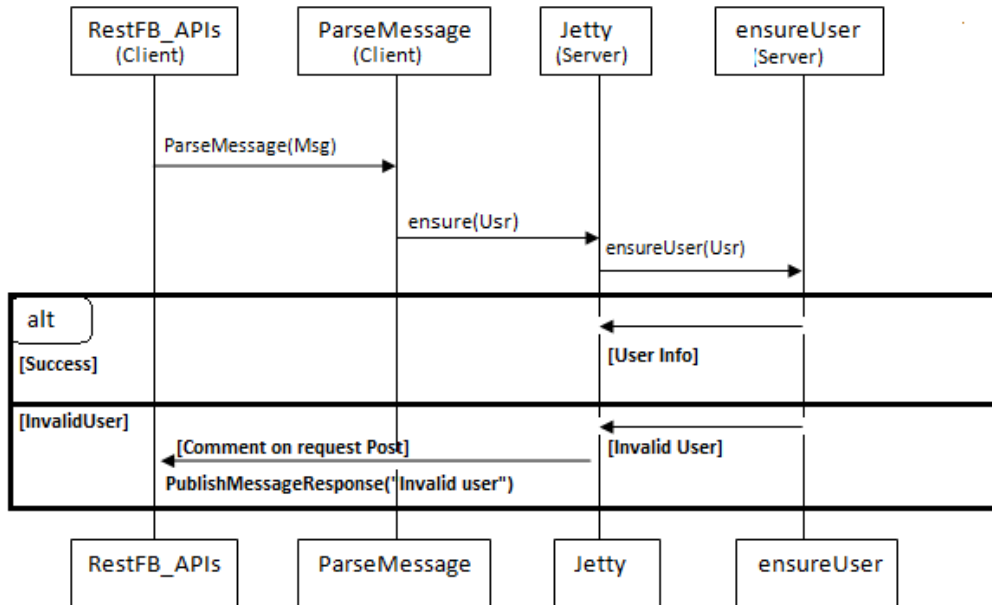 RestFB_APIs
(Client)
ParseMessage
(Client)
Jetty
(Server)
ensureUser
(Server)
ParseMessage(Msg)
ensure(Usr)
ensureUser(Usr)
alt
[Success]
[User Info]
[InvalidUser]
[Comment on request Post]
[Invalid User]
PublishMessageResponse("Invalid user")
RestFB_APIs
ParseMessage
Jetty
ensureUser